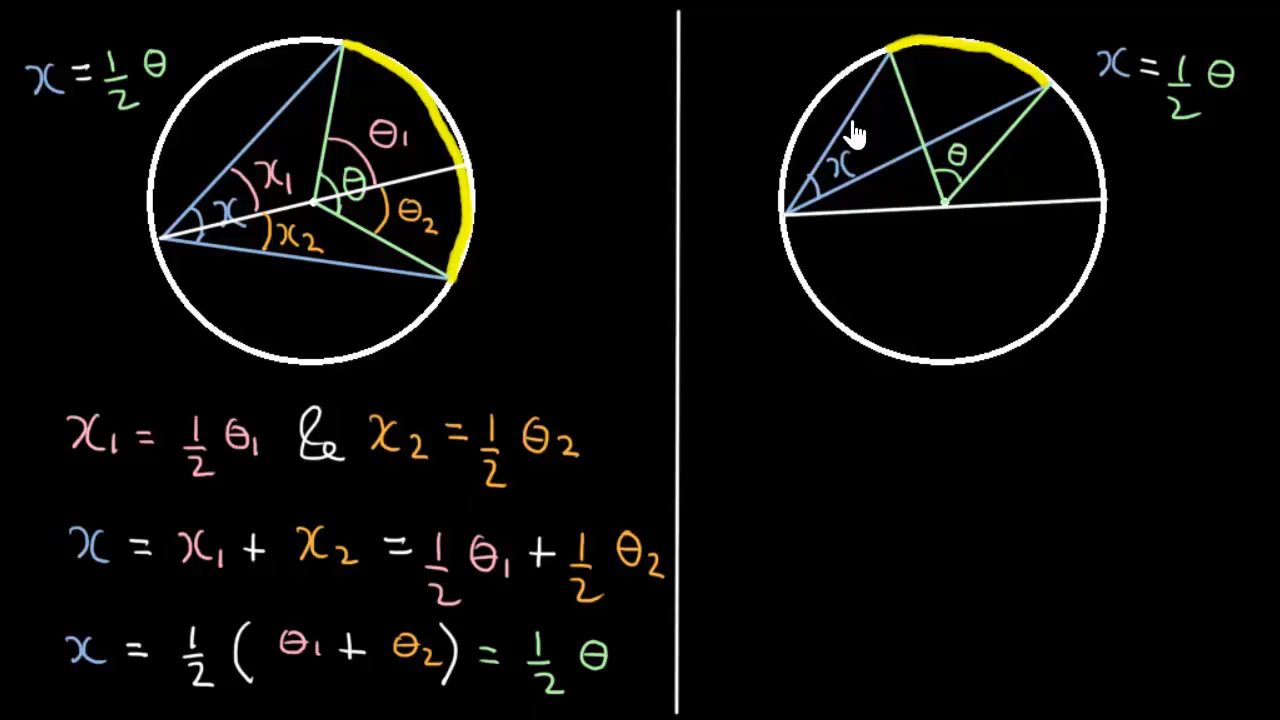 x = 1/2 θ
θ₁
x₁
θ
x
θ₂
x₂
x₁ = 1/2 θ₁ & x₂ = 1/2 θ₂
x = x₁ + x₂ = 1/2 θ₁ + 1/2 θ₂
x = 1/2 ( θ₁ + θ₂ ) = 1/2 θ
x = 1/2 θ
θ
x